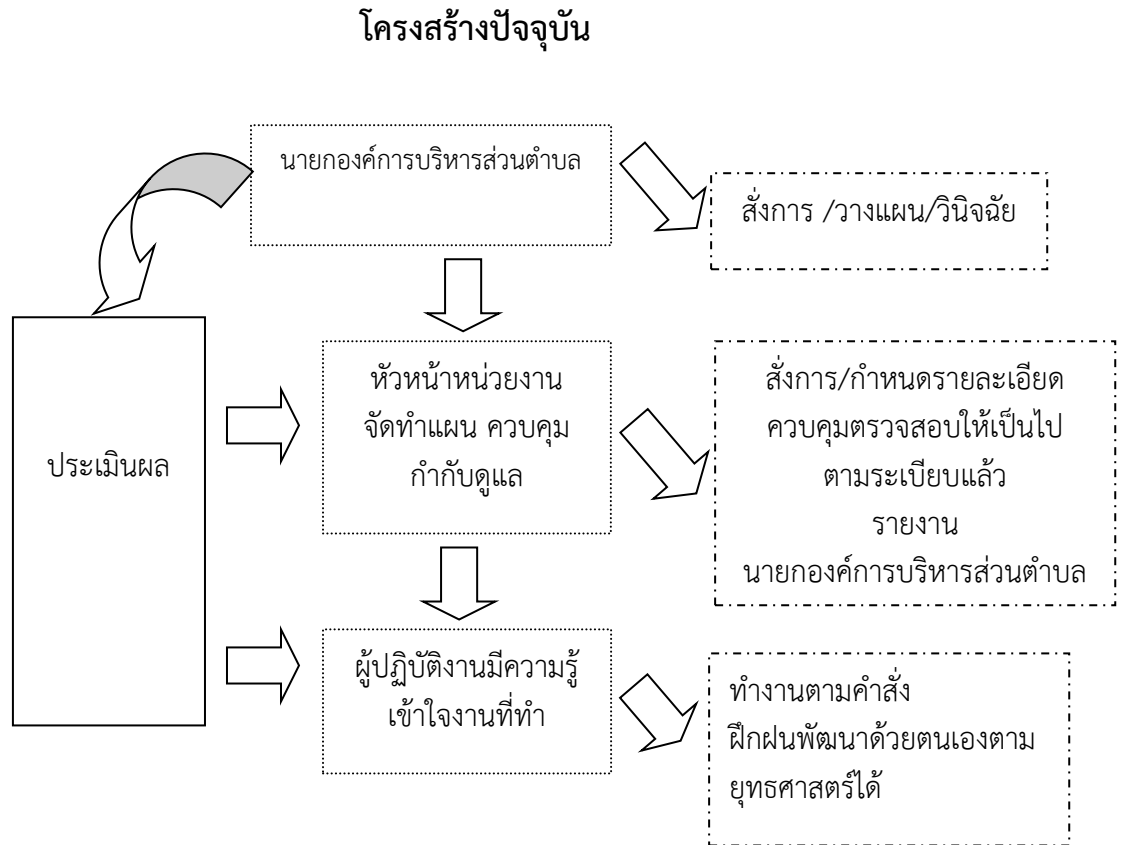 โครงสร้างปัจจุบัน
นายกองค์การบริหารส่วนตำบล
สั่งการ /วางแผน/วินิจฉัย
ประเมินผล
หัวหน้าหน่วยงาน
จัดทำแผน ควบคุม
กำกับดูแล
สั่งการ/กำหนดรายละเอียด
ควบคุมตรวจสอบให้เป็นไป
ตามระเบียบแล้ว
รายงาน
นายกองค์การบริหารส่วนตำบล
ผู้ปฏิบัติงานมีความรู้
เข้าใจงานที่ทำ
ทำงานตามคำสั่ง
ฝึกฝนพัฒนาด้วยตนเองตาม
ยุทธศาสตร์ได้